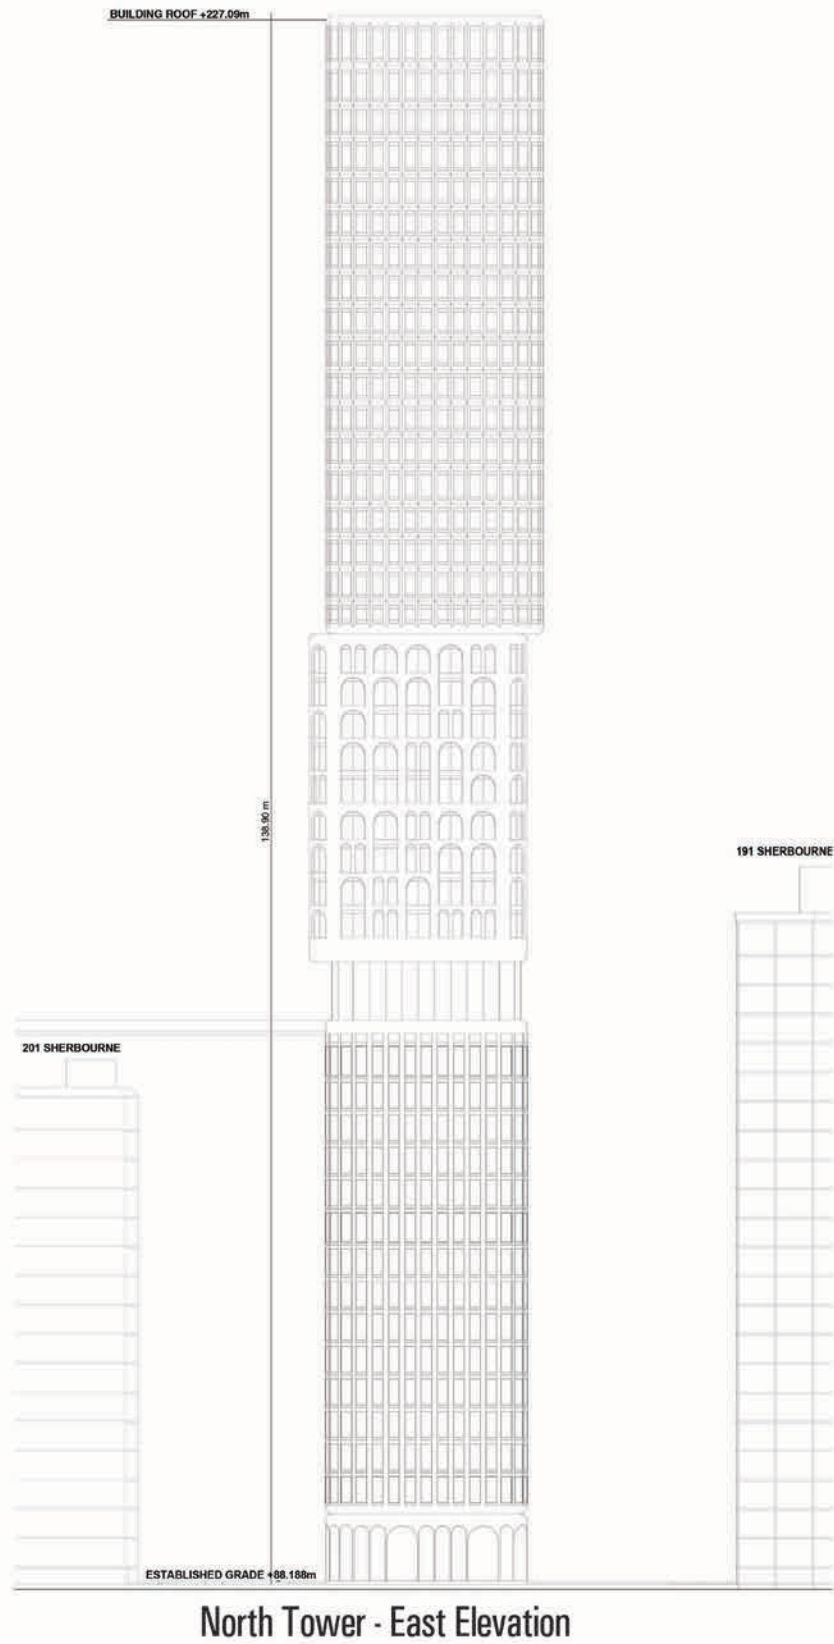 BUILDING ROOF +227.09m
138.90 m
191 SHERBOURNE
201 SHERBOURNE
ESTABLISHED GRADE +88.188m
North Tower - East Elevation